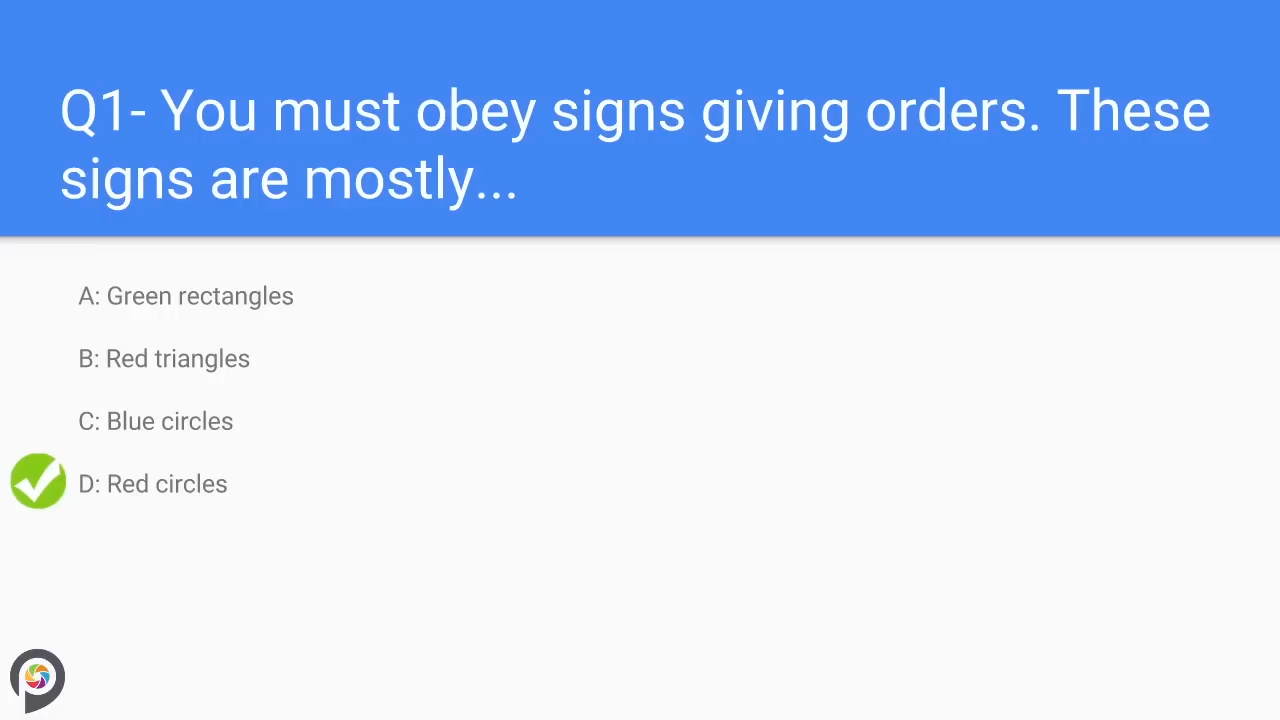 Q1- You must obey signs giving orders. These
signs are mostly...
A: Green rectangles
B: Red triangles
C: Blue circles
D: Red circles